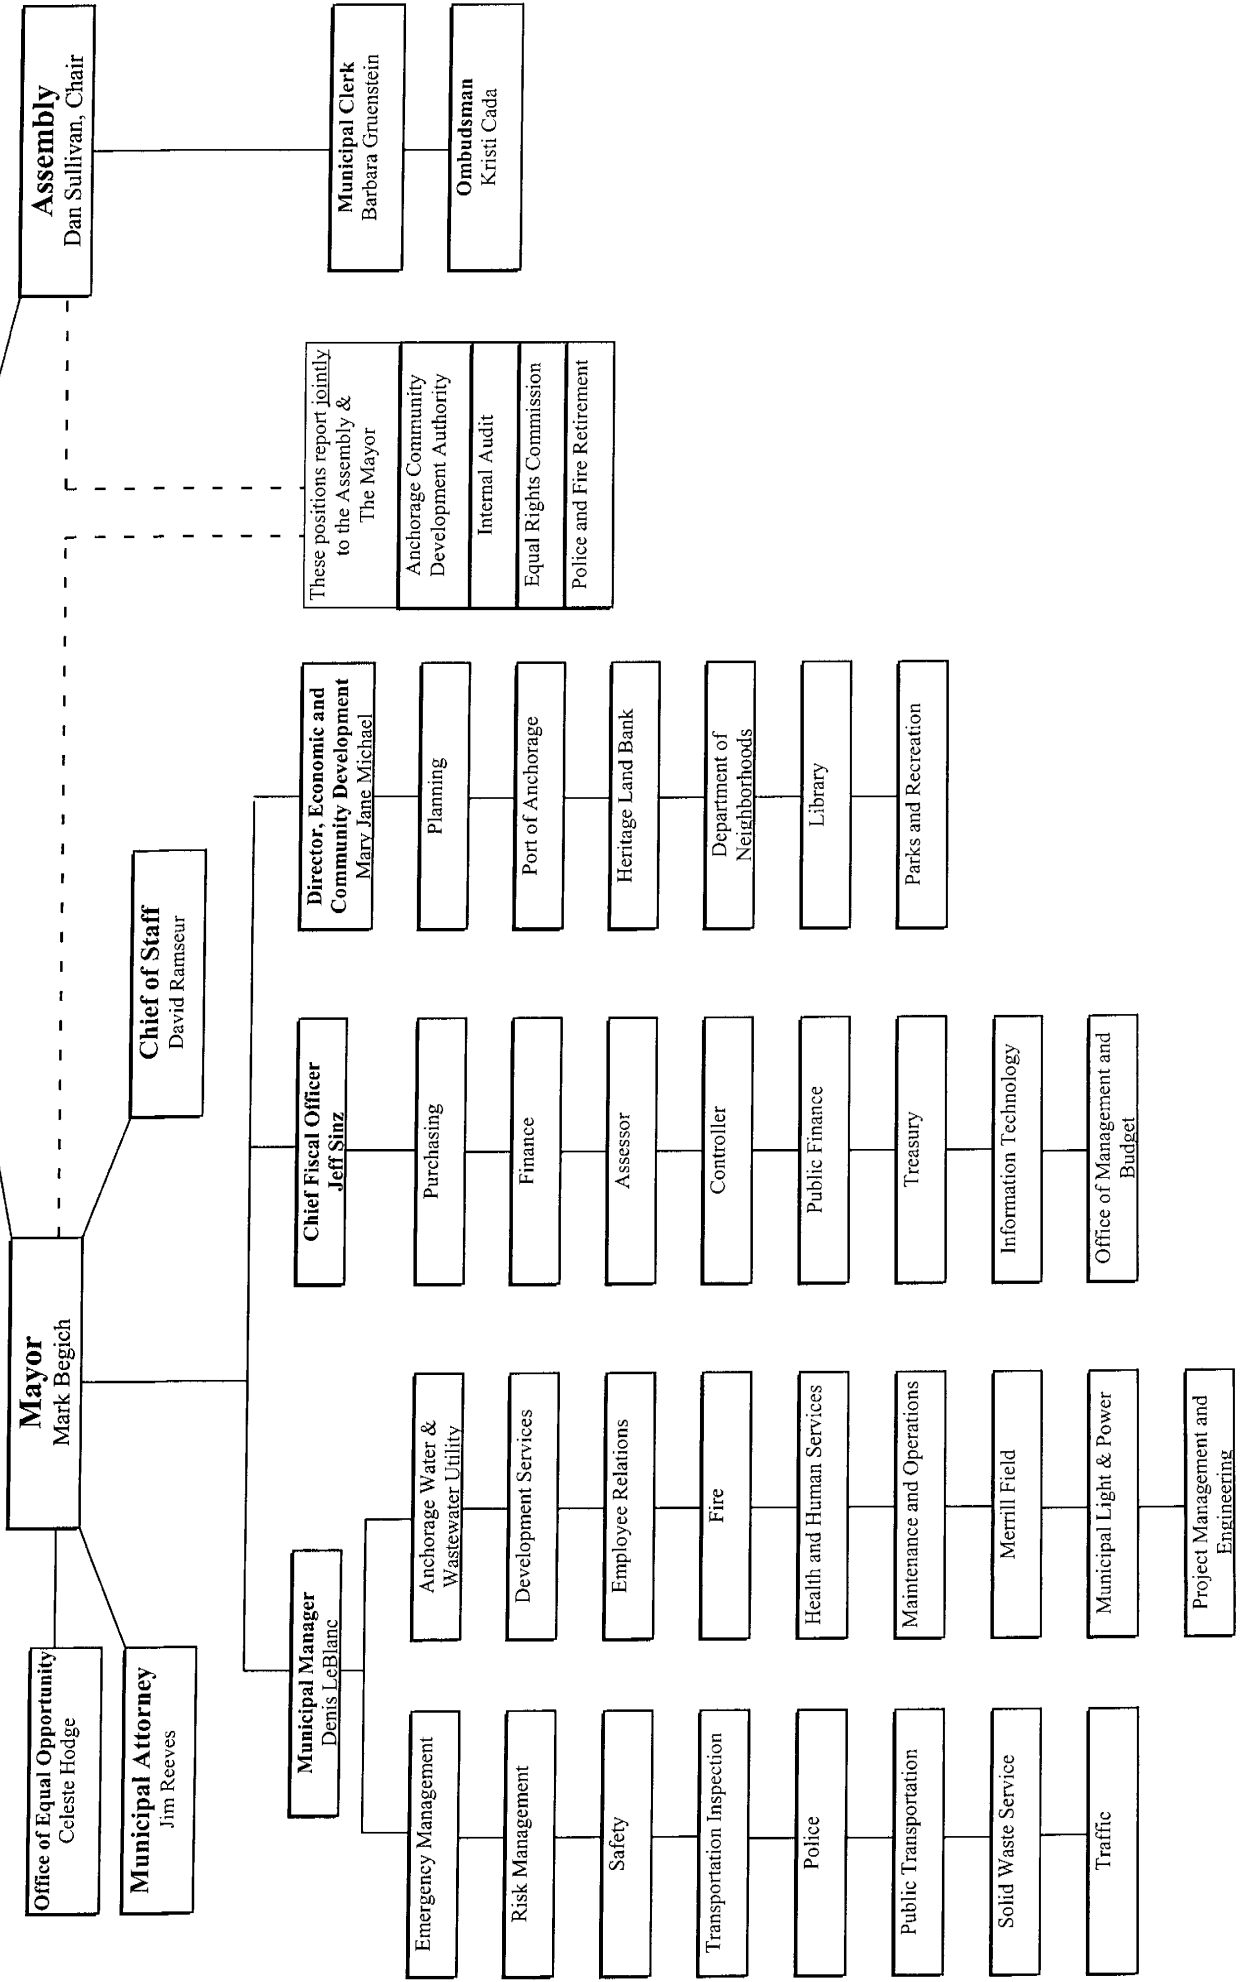 Mayor
Mark Begich
Assembly
Dan Sullivan, Chair
Office of Equal Opportunity
Celeste Hodge
Municipal Attorney
Jim Reeves
Chief of Staff
David Ramseur
Municipal Manager
Denis LeBlanc
Emergency Management
Risk Management
Safety
Transportation Inspection
Police
Public Transportation
Solid Waste Service
Traffic
Anchorage Water &
Wastewater Utility
Development Services
Employee Relations
Fire
Health and Human Services
Maintenance and Operations
Merrill Field
Municipal Light & Power
Project Management and
Engineering
Chief Fiscal Officer
Jeff Sinz
Purchasing
Finance
Assessor
Controller
Public Finance
Treasury
Information Technology
Office of Management and
Budget
Director, Economic and
Community Development
Mary Jane Michael
Planning
Port of Anchorage
Heritage Land Bank
Department of
Neighborhoods
Library
Parks and Recreation
These positions report jointly
to the Assembly &
The Mayor
Anchorage Community
Development Authority
Internal Audit
Equal Rights Commission
Police and Fire Retirement
Municipal Clerk
Barbara Gruenstein
Ombudsman
Kristi Cada